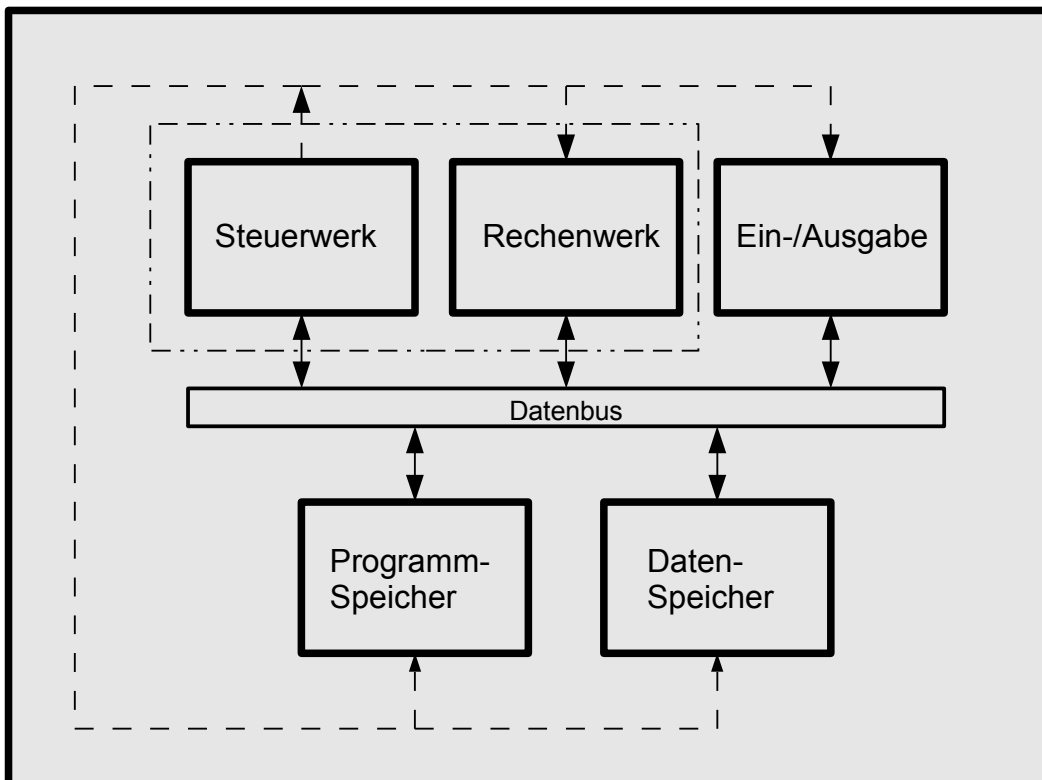 Steuerwerk
Rechenwerk
Ein-/Ausgabe
Datenbus
Programm-
Speicher
Daten-
Speicher